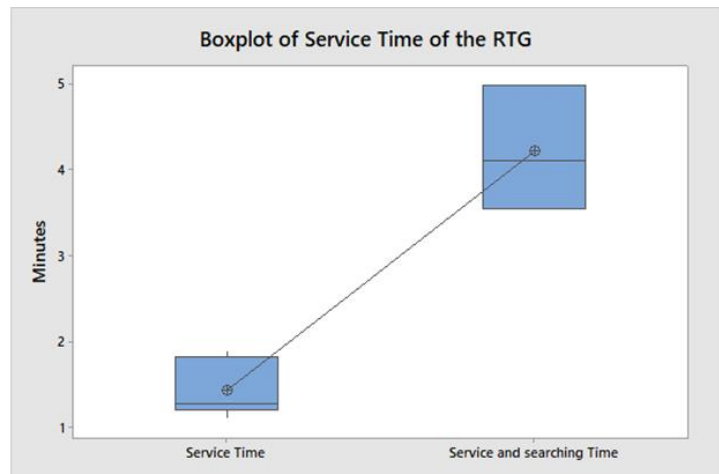 Boxplot of Service Time of the RTG
Minutes
5
4
3
2
1
Service Time
Service and searching Time